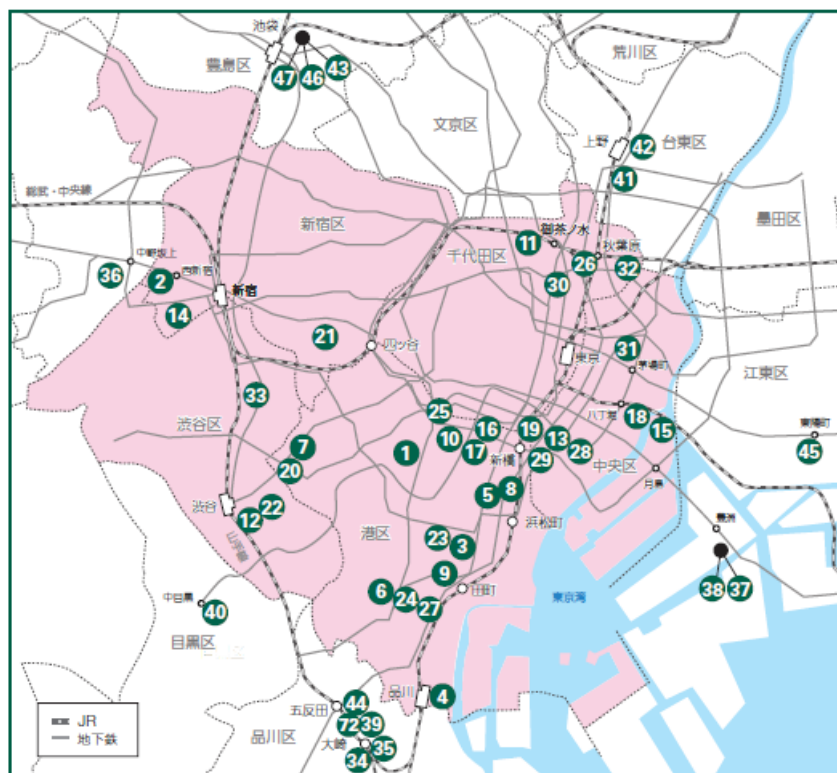 池袋
豊島区
荒川区
47
46
43
文京区
上野
42
台東区
41
総武・中央線
新宿区
墨田区
御茶ノ水
11
千代田区
秋葉原
中野坂上
36
2
西新宿
26
32
30
新宿
14
21
四ッ谷
東京
31
茅場町
江東区
33
渋谷区
25
八丁堀
18
15
7
20
1
10
16
17
19
新橋
13
29
28
中央区
東陽町
45
月島
渋谷
22
12
山手線
5
8
浜松町
豊洲
港区
23
3
9
田町
38
37
中目黒
40
6
24
27
東京湾
目黒区
品川
4
五反田
44
72
39
大崎
35
34
品川区
JR
地下鉄